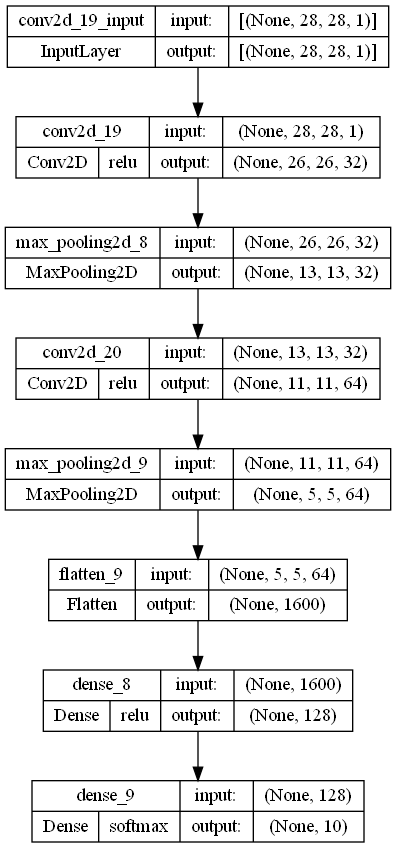 conv2d_19_input input: [(None, 28, 28, 1)]
InputLayer output: [(None, 28, 28, 1)]
conv2d_19 input: (None, 28, 28, 1)
Conv2D relu output: (None, 26, 26, 32)
max_pooling2d_8 input: (None, 26, 26, 32)
MaxPooling2D output: (None, 13, 13, 32)
conv2d_20 input: (None, 13, 13, 32)
Conv2D relu output: (None, 11, 11, 64)
max_pooling2d_9 input: (None, 11, 11, 64)
MaxPooling2D output: (None, 5, 5, 64)
flatten_9 input: (None, 5, 5, 64)
Flatten output: (None, 1600)
dense_8 input: (None, 1600)
Dense relu output: (None, 128)
dense_9 input: (None, 128)
Dense softmax output: (None, 10)